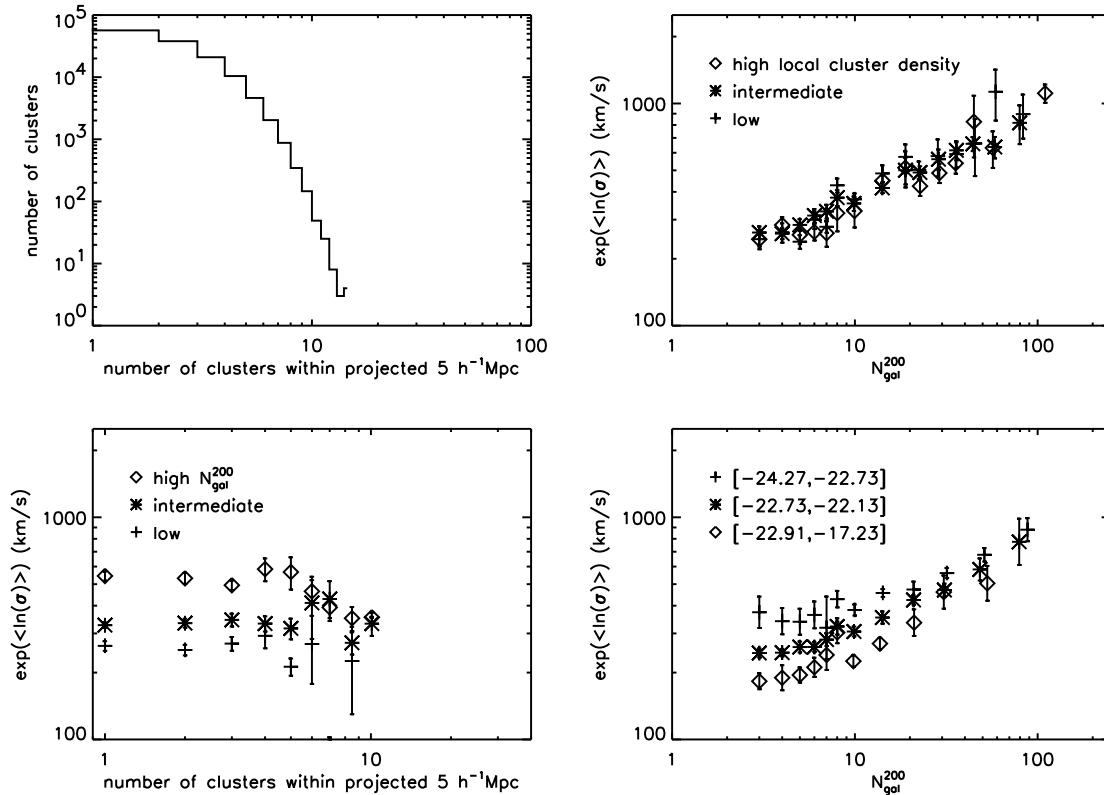 10^5
10^4
10^3
10^2
10^1
10^0
number of clusters
1 10 100
number of clusters within projected 5 h^-1Mpc
1000
100
exp(<ln(σ)>) (km/s)
high local cluster density
intermediate
low
1 10 100
N_gal^200
1000
100
exp(<ln(σ)>) (km/s)
high N_gal^200
intermediate
low
1 10
number of clusters within projected 5 h^-1Mpc
1000
100
exp(<ln(σ)>) (km/s)
[-24.27,-22.73]
[-22.73,-22.13]
[-22.91,-17.23]
1 10 100
N_gal^200